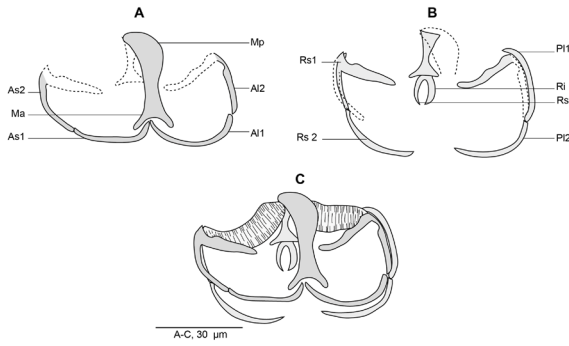 A
B
Mp
As2
Al2
Ma
As1
Al1
Rs1
Pl1
Ri
Rs
Rs 2
Pl2
C
A-C, 30 µm